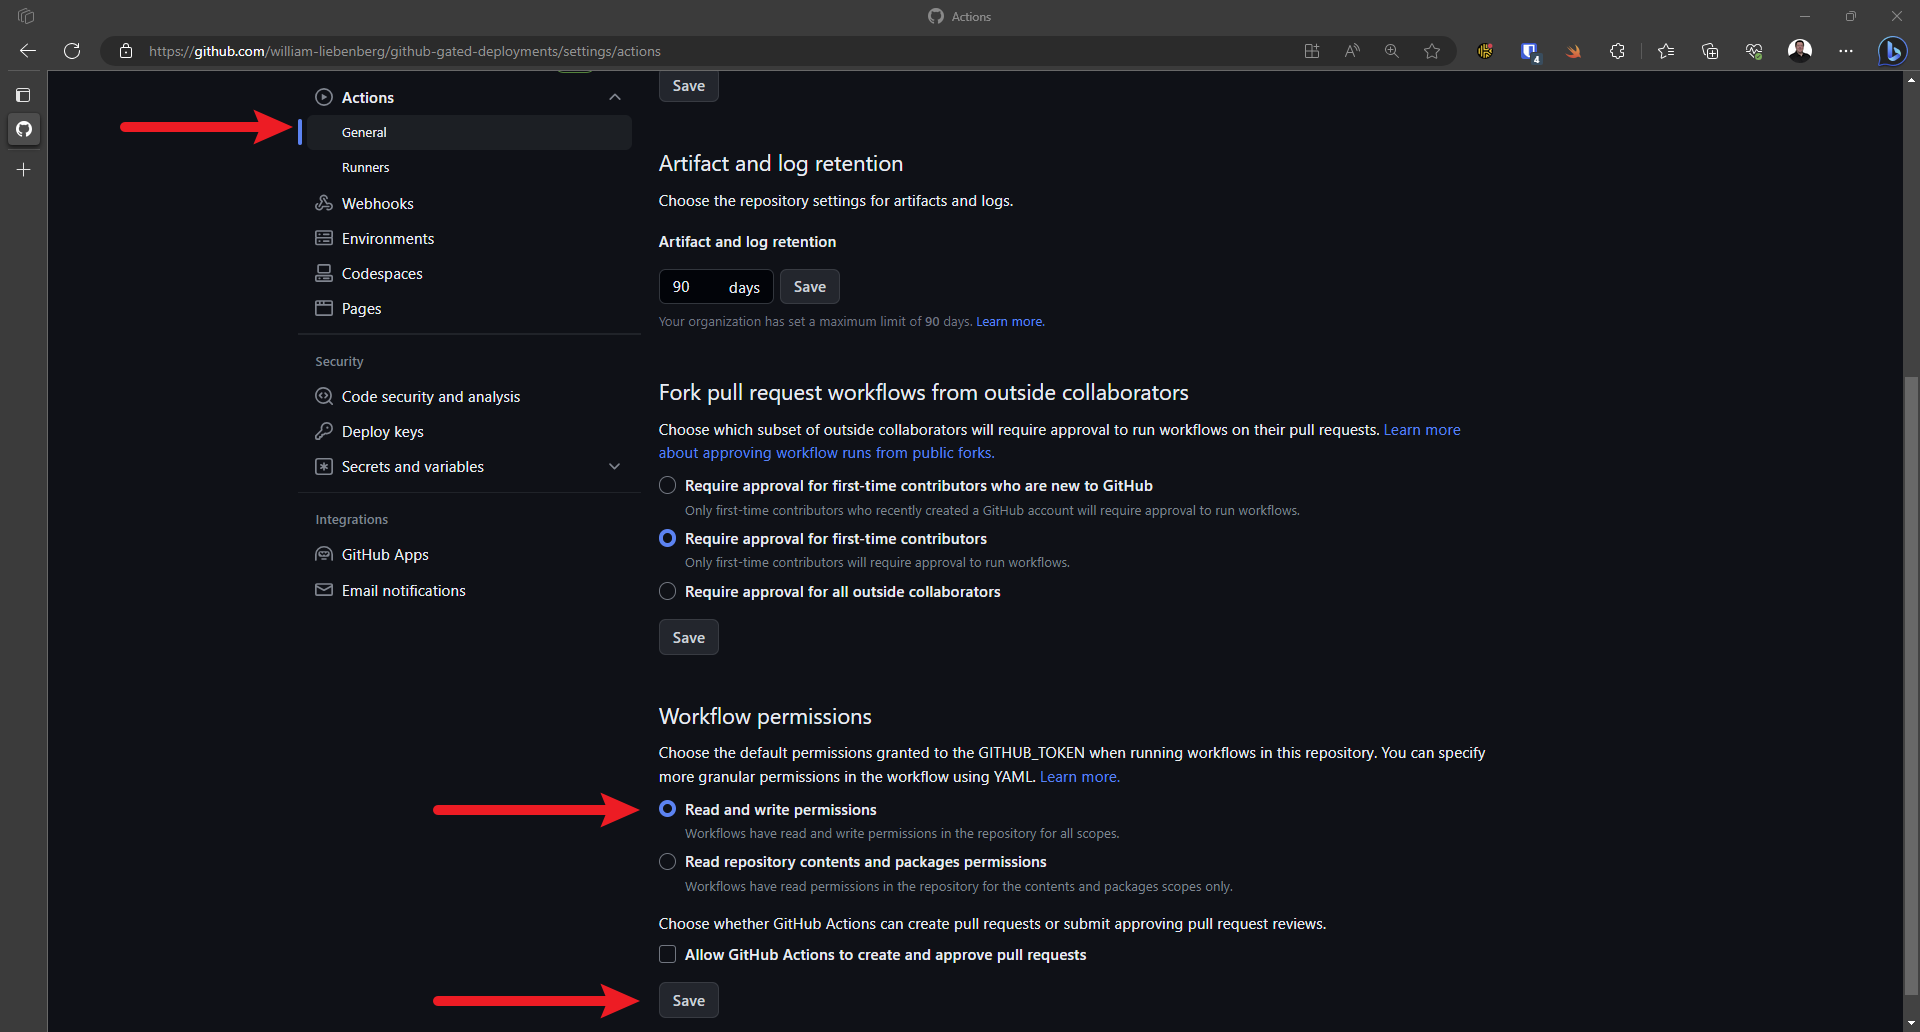 Actions
https://github.com/william-liebenberg/github-gated-deployments/settings/actions
4
Actions
General
Runners
Webhooks
Environments
Codespaces
Pages
Security
Code security and analysis
Deploy keys
Secrets and variables
Integrations
GitHub Apps
Email notifications
Save
Artifact and log retention
Choose the repository settings for artifacts and logs.
Artifact and log retention
90 days Save
Your organization has set a maximum limit of 90 days. Learn more.
Fork pull request workflows from outside collaborators
Choose which subset of outside collaborators will require approval to run workflows on their pull requests. Learn more
about approving workflow runs from public forks.
Require approval for first-time contributors who are new to GitHub
Only first-time contributors who recently created a GitHub account will require approval to run workflows.
Require approval for first-time contributors
Only first-time contributors will require approval to run workflows.
Require approval for all outside collaborators
Save
Workflow permissions
Choose the default permissions granted to the GITHUB_TOKEN when running workflows in this repository. You can specify
more granular permissions in the workflow using YAML. Learn more.
Read and write permissions
Workflows have read and write permissions in the repository for all scopes.
Read repository contents and packages permissions
Workflows have read permissions in the repository for the contents and packages scopes only.
Choose whether GitHub Actions can create pull requests or submit approving pull request reviews.
Allow GitHub Actions to create and approve pull requests
Save